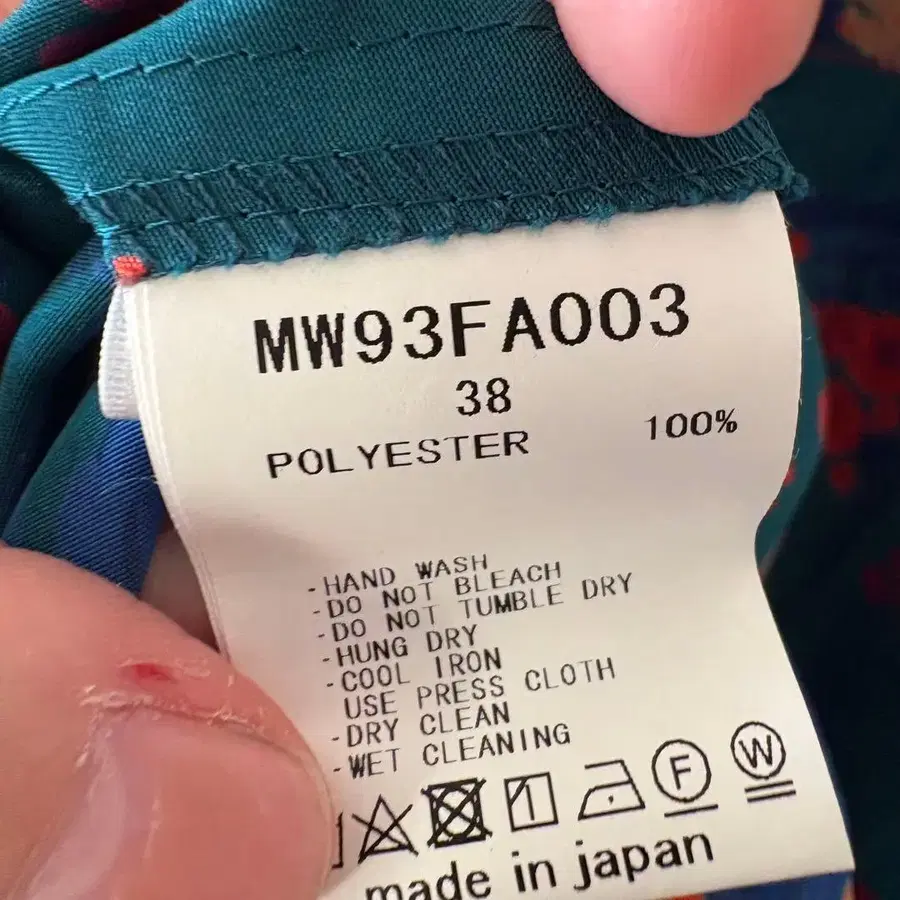 MW93FA003
38
POLYESTER 100%
-HAND WASH
-DO NOT BLEACH
-DO NOT TUMBLE DRY
-HUNG DRY
-COOL IRON
USE PRESS CLOTH
-DRY CLEAN
-WET CLEANING
F W
made in japan